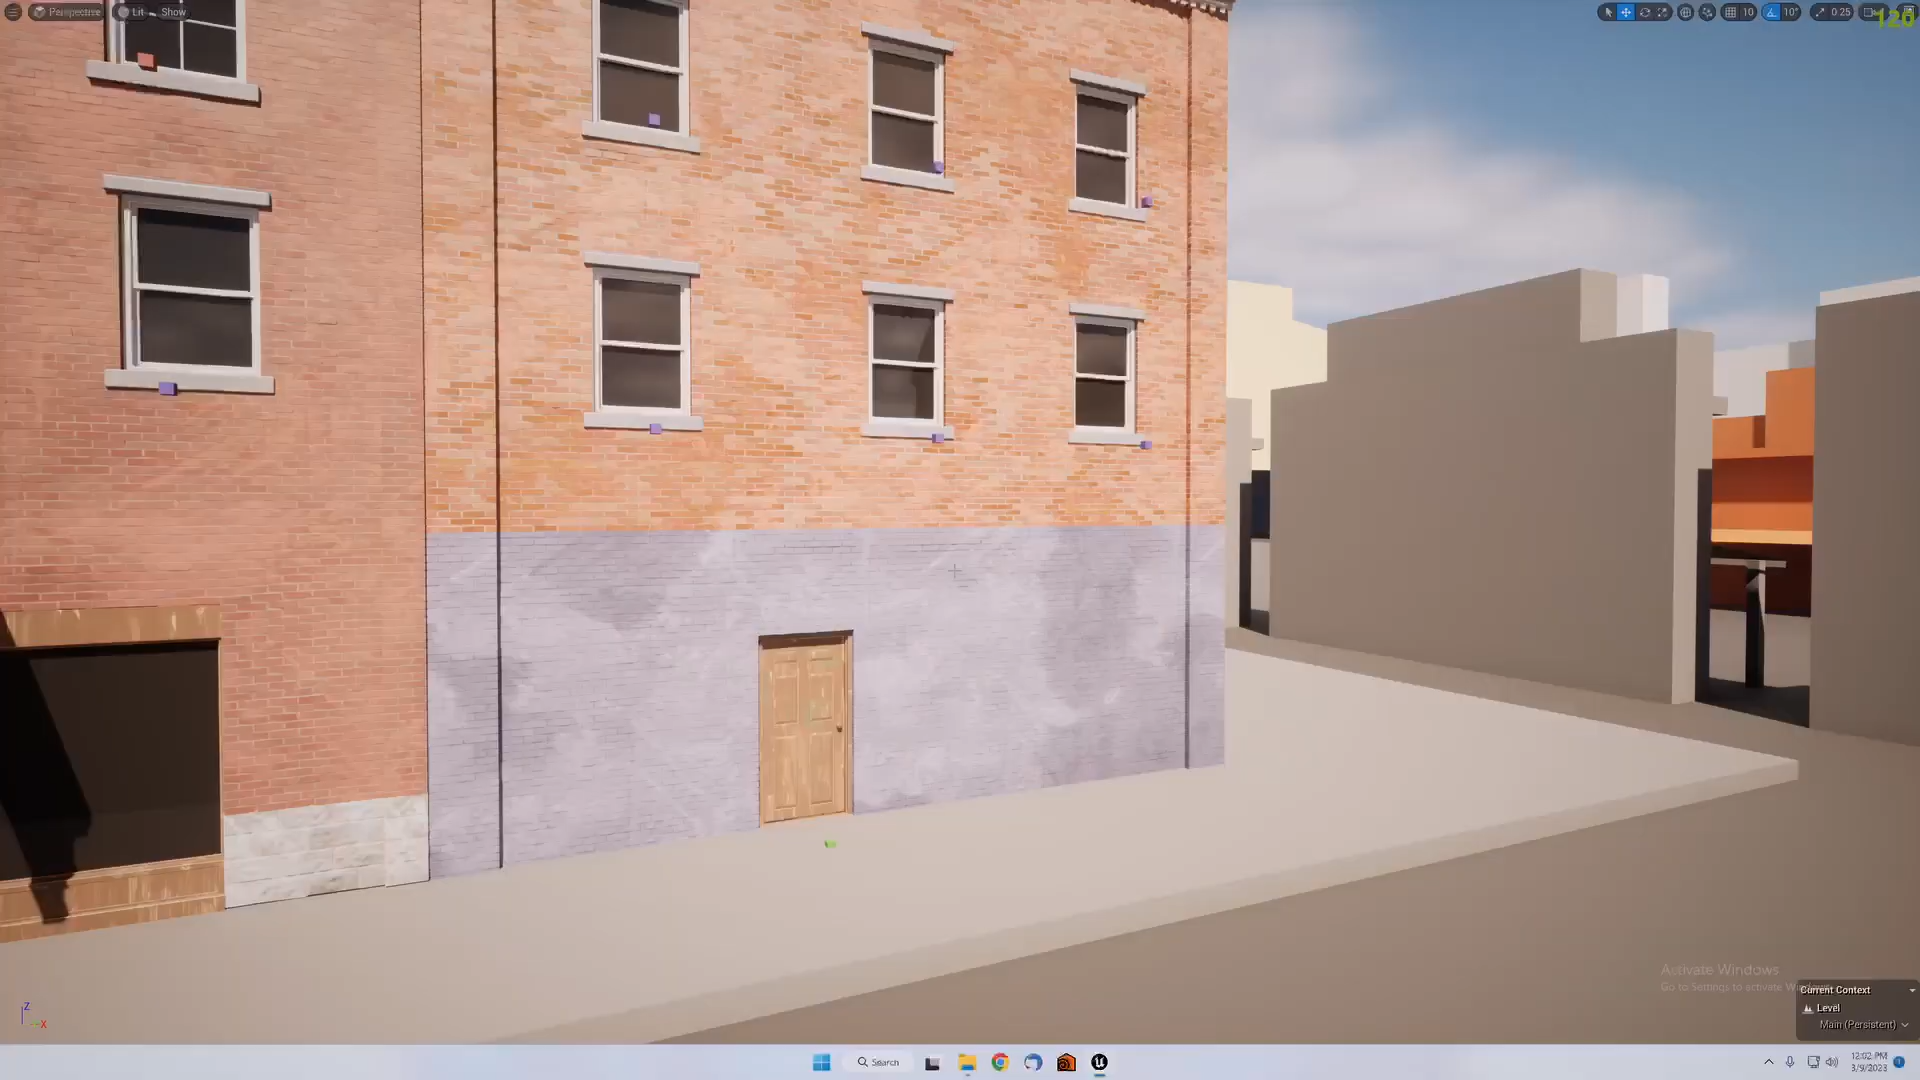 Perspective
Lit
Show
10
10°
0.25
120
Activate Windows
Go to Settings to activate
Current Context
Level
Main (Persistent)
Z
X
Search
12:02 PM
3/9/2023